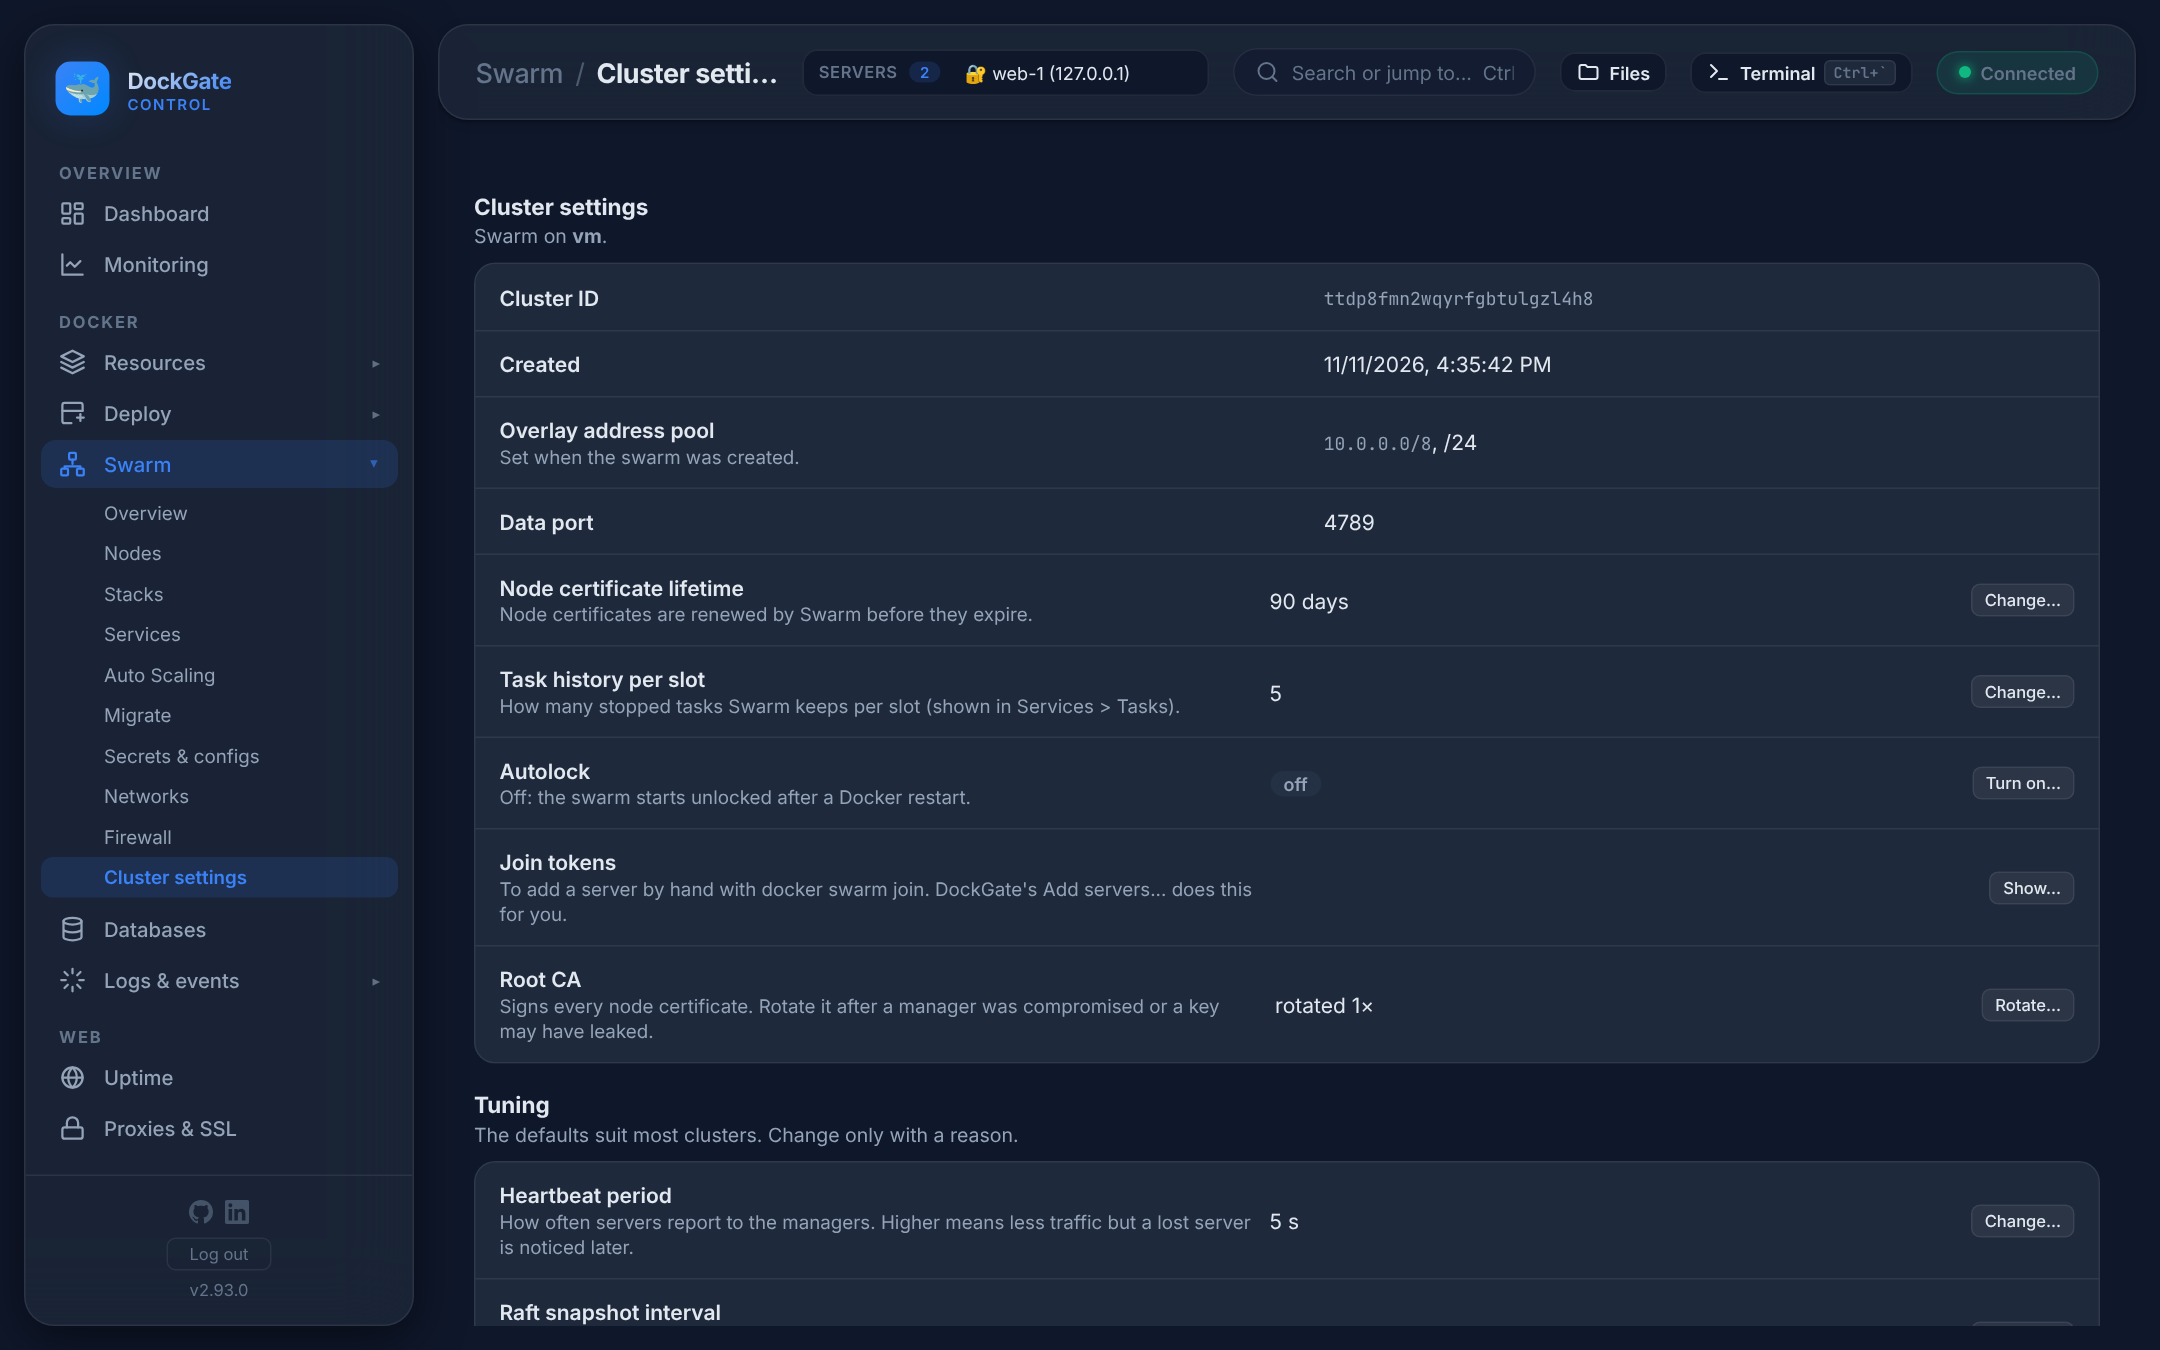 DockGate
CONTROL
OVERVIEW
Dashboard
Monitoring
DOCKER
Resources
Deploy
Swarm
Overview
Nodes
Stacks
Services
Auto Scaling
Migrate
Secrets & configs
Networks
Firewall
Cluster settings
Databases
Logs & events
WEB
Uptime
Proxies & SSL
Log out
v2.93.0
Swarm / Cluster setti...
SERVERS 2 web-1 (127.0.0.1)
Search or jump to... Ctrl
Files
Terminal Ctrl+`
Connected
Cluster settings
Swarm on vm.
Cluster ID ttdp8fmn2wqyrfgbtulgzl4h8
Created 11/11/2026, 4:35:42 PM
Overlay address pool
Set when the swarm was created.
10.0.0.0/8, /24
Data port 4789
Node certificate lifetime
Node certificates are renewed by Swarm before they expire.
90 days
Change...
Task history per slot
How many stopped tasks Swarm keeps per slot (shown in Services > Tasks).
5
Change...
Autolock
Off: the swarm starts unlocked after a Docker restart.
off
Turn on...
Join tokens
To add a server by hand with docker swarm join. DockGate's Add servers... does this
for you.
Show...
Root CA
Signs every node certificate. Rotate it after a manager was compromised or a key
may have leaked.
rotated 1×
Rotate...
Tuning
The defaults suit most clusters. Change only with a reason.
Heartbeat period
How often servers report to the managers. Higher means less traffic but a lost server
is noticed later.
5 s
Change...
Raft snapshot interval